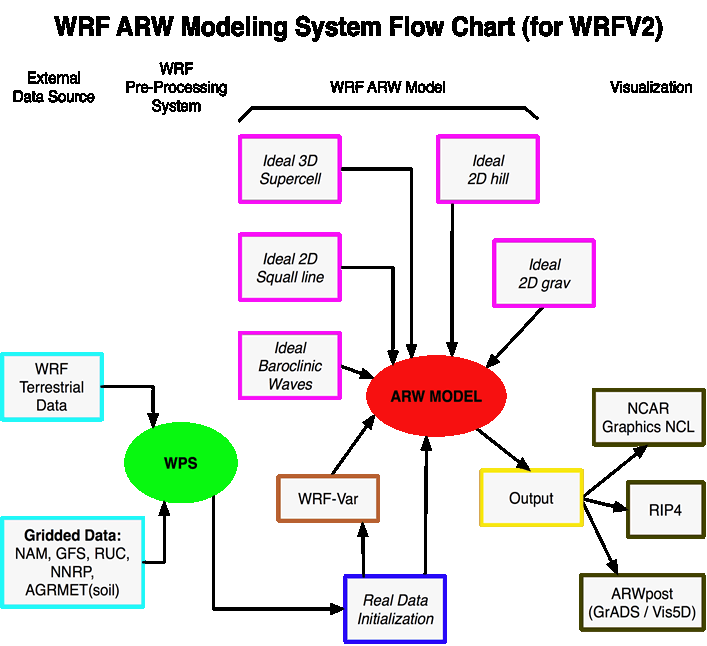 WRF ARW Modeling System Flow Chart (for WRFV2)
External
Data Source
WRF
Pre-Processing
System
WRF ARW Model
Visualization
Ideal 3D
Supercell
Ideal
2D hill
Ideal 2D
Squall line
Ideal
2D grav
Ideal
Baroclinic
Waves
WRF
Terrestrial
Data
ARW MODEL
NCAR
Graphics NCL
WPS
WRF-Var
Output
RIP4
Gridded Data:
NAM, GFS, RUC,
NNRP,
AGRMET(soil)
Real Data
Initialization
ARWpost
(GrADS / Vis5D)